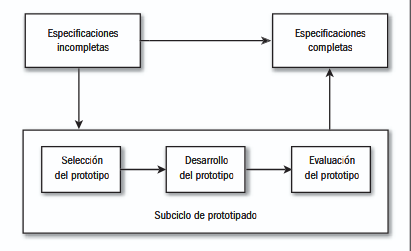 Especificaciones
incompletas
Especificaciones
completas
Selección
del prototipo
Desarrollo
del prototipo
Evaluación
del prototipo
Subciclo de prototipado